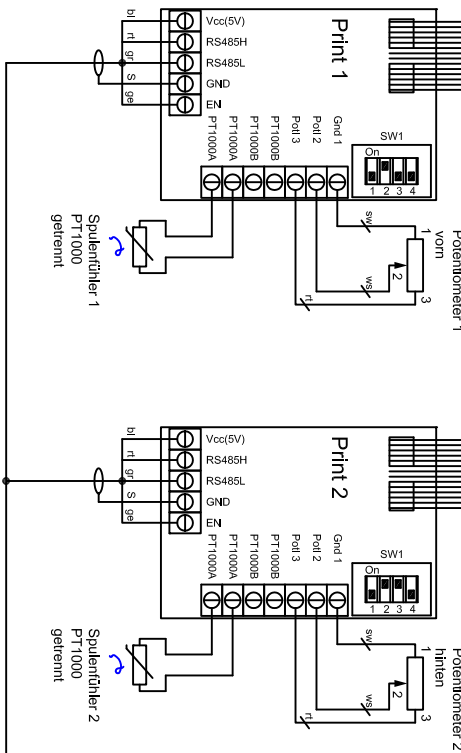 Print 1
bl
rt
gr
S
ge
Vcc(5V)
RS485H
RS485L
GND
EN
PT1000A
PT1000A
PT1000B
PT1000B
Poti 3
Poti 2
Gnd 1
SW1
On
1 2 3 4
Potentiometer 1
vorn
1
2
3
sw
ws
rt
Spulenfühler 1
PT1000
getrennt
Print 2
bl
rt
gr
S
ge
Vcc(5V)
RS485H
RS485L
GND
EN
PT1000A
PT1000A
PT1000B
PT1000B
Poti 3
Poti 2
Gnd 1
SW1
On
1 2 3 4
Potentiometer 2
hinten
1
2
3
sw
ws
rt
Spulenfühler 2
PT1000
getrennt